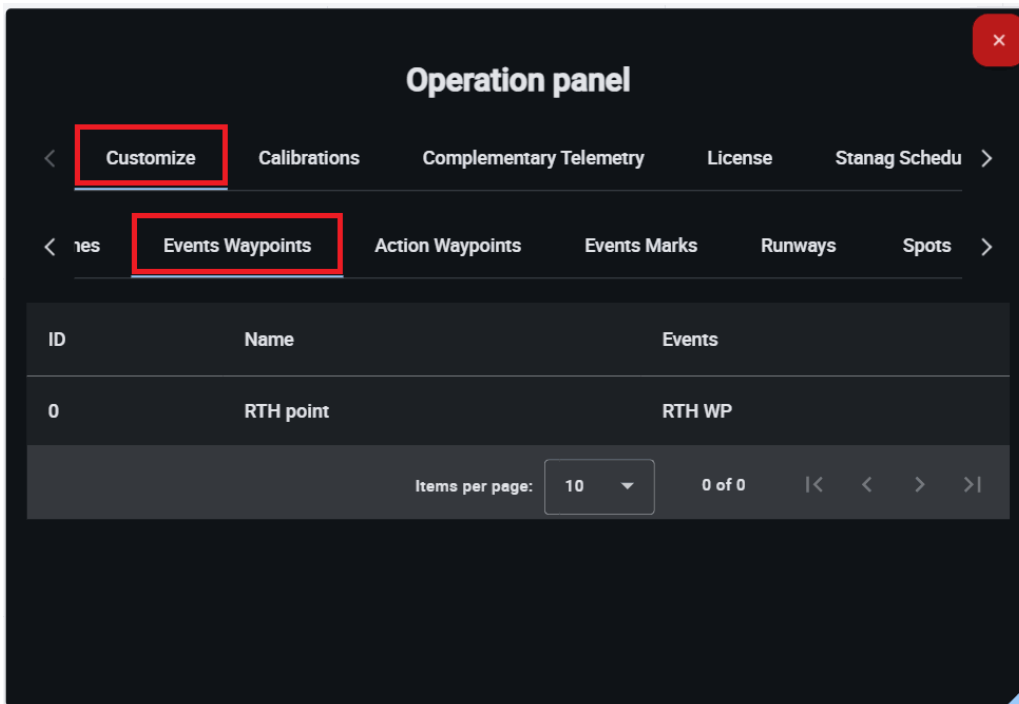 Operation panel
Customize Calibrations Complementary Telemetry License Stanag Schedu
nes Events Waypoints Action Waypoints Events Marks Runways Spots
ID Name Events
0 RTH point RTH WP
Items per page: 10 0 of 0